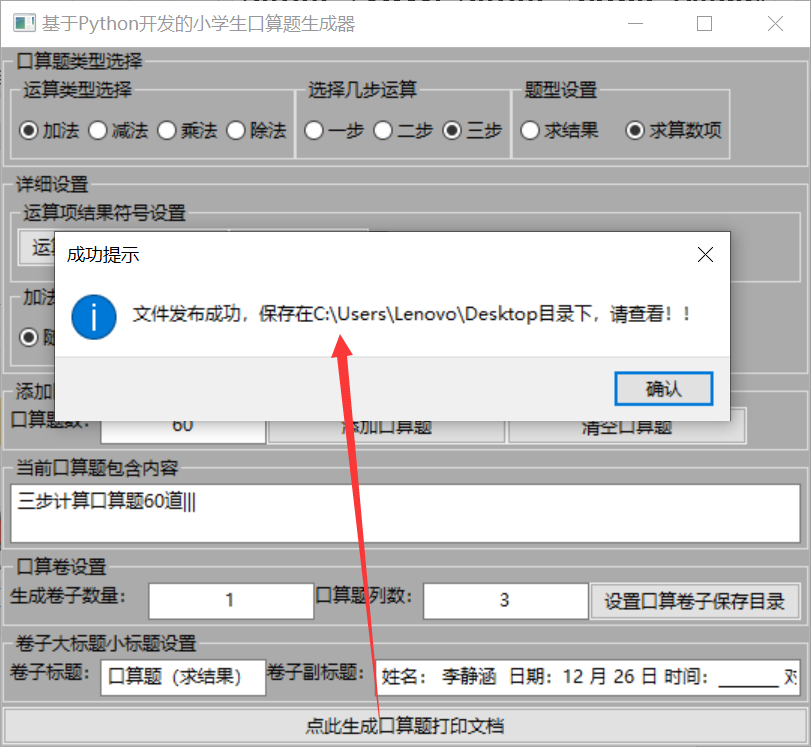 基于Python开发的小学生口算题生成器
口算题类型选择
运算类型选择 选择几步运算 题型设置
加法 减法 乘法 除法 一步 二步 三步 求结果 求算数项
详细设置
运算项结果符号设置
成功提示
文件发布成功，保存在C:\Users\Lenovo\Desktop目录下，请查看！！
确认
加法
添加
口算题数： 60 添加口算题 清空口算题
当前口算题包含内容
三步计算口算题60道|||
口算卷设置
生成卷子数量： 1 口算题列数： 3 设置口算卷子保存目录
卷子大标题小标题设置
卷子标题： 口算题（求结果） 卷子副标题： 姓名： 李静涵 日期：12 月 26 日 时间：______
点此生成口算题打印文档